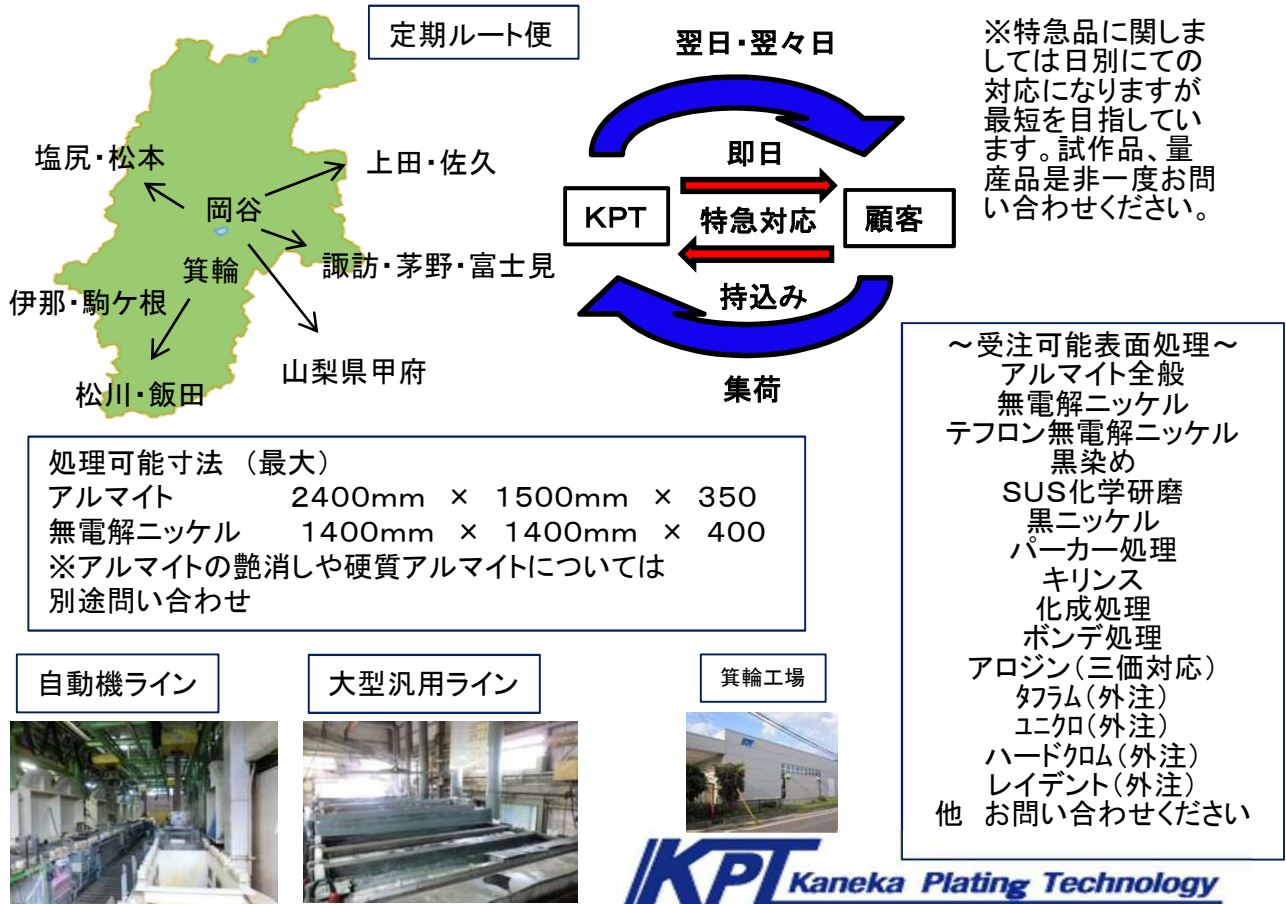 定期ルート便
塩尻・松本
上田・佐久
岡谷
箕輪
諏訪・茅野・富士見
伊那・駒ケ根
山梨県甲府
松川・飯田
翌日・翌々日
即日
KPT
特急対応
顧客
持込み
集荷
※特急品に関しま
しては日別にての
対応になりますが
最短を目指してい
ます。試作品、量
産品是非一度お問
い合わせください。
処理可能寸法 （最大）
アルマイト 2400mm × 1500mm × 350
無電解ニッケル 1400mm × 1400mm × 400
※アルマイトの艶消しや硬質アルマイトについては
別途問い合わせ
～受注可能表面処理～
アルマイト全般
無電解ニッケル
テフロン無電解ニッケル
黒染め
SUS化学研磨
黒ニッケル
パーカー処理
キリンス
化成処理
ボンデ処理
アロジン（三価対応）
タフラム（外注）
ユニクロ（外注）
ハードクロム（外注）
レイデント（外注）
他 お問い合わせください
自動機ライン
大型汎用ライン
箕輪工場
KPT
KPT Kaneka Plating Technology